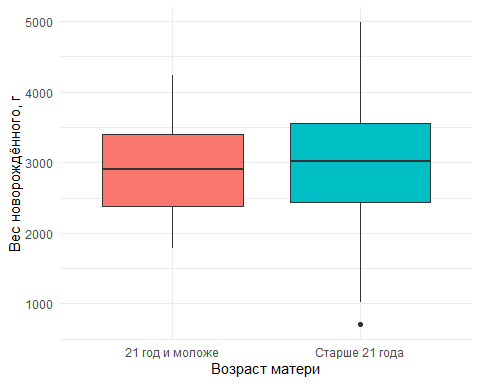 Вес новорождённого, г
5000
4000
3000
2000
1000
21 год и моложе
Старше 21 года
Возраст матери